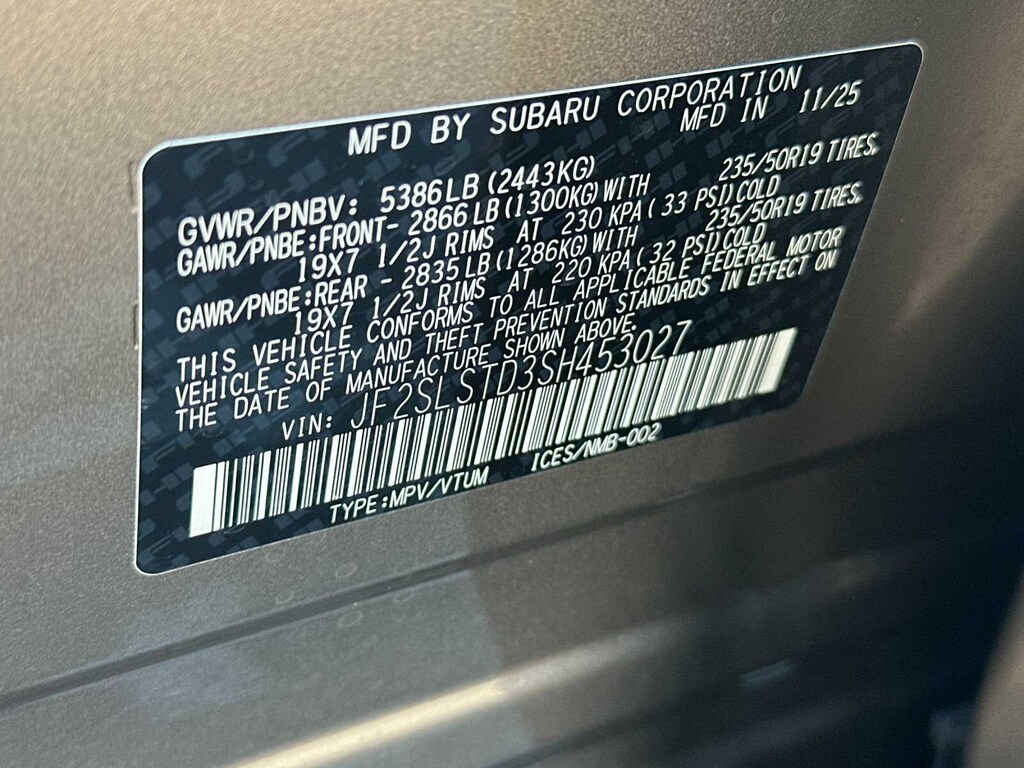 MFD BY SUBARU CORPORATION
MFD IN 11/25
GVWR/PNBV: 5386LB (2443KG)
GAWR/PNBE:FRONT- 2866 LB (1300KG) WITH 235/50R19 TIRES,
19X7 1/2J RIMS AT 230 KPA ( 33 PSI) COLD
GAWR/PNBE:REAR - 2835 LB (1286KG) WITH 235/50R19 TIRES,
19X7 1/2J RIMS AT 220 KPA ( 32 PSI) COLD
THIS VEHICLE CONFORMS TO ALL APPLICABLE FEDERAL MOTOR
VEHICLE SAFETY AND THEFT PREVENTION STANDARDS IN EFFECT ON
THE DATE OF MANUFACTURE SHOWN ABOVE.
VIN: JF2SLSTD3SH453027
TYPE:MPV/VTUM ICES/NMB-002